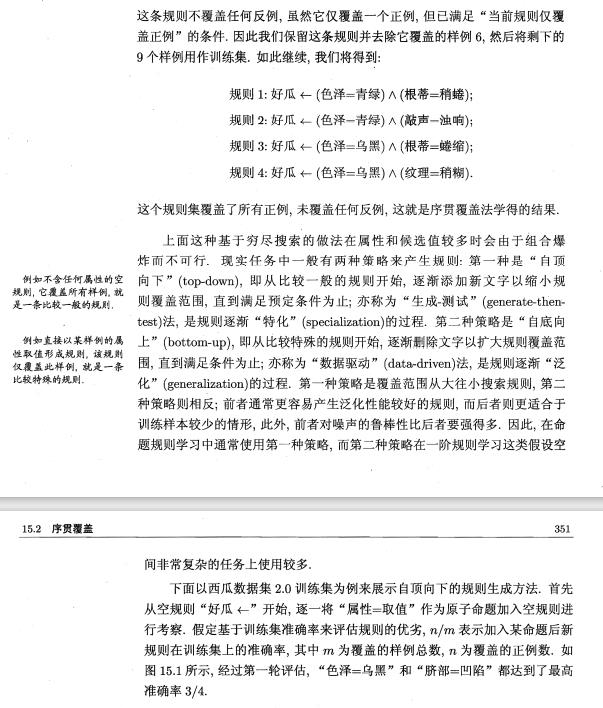 这条规则不覆盖任何反例, 虽然它仅覆盖一个正例, 但已满足“当前规则仅覆
盖正例”的条件. 因此我们保留这条规则并去除它覆盖的样例 6, 然后将剩下的
9 个样例用作训练集. 如此继续, 我们将得到:
规则 1: 好瓜 ← (色泽=青绿) ∧ (根蒂=稍蜷);
规则 2: 好瓜 ← (色泽=青绿) ∧ (敲声=浊响);
规则 3: 好瓜 ← (色泽=乌黑) ∧ (根蒂=蜷缩);
规则 4: 好瓜 ← (色泽=乌黑) ∧ (纹理=稍糊).
这个规则集覆盖了所有正例, 未覆盖任何反例, 这就是序贯覆盖法学得的结果.
上面这种基于穷尽搜索的做法在属性和候选值较多时会由于组合爆
炸而不可行. 现实任务中一般有两种策略来产生规则: 第一种是“自顶
向下”(top-down), 即从比较一般的规则开始, 逐渐添加新文字以缩小规
则覆盖范围, 直到满足预定条件为止; 亦称为“生成-测试”(generate-then-
test)法, 是规则逐渐“特化”(specialization)的过程. 第二种策略是“自底向
上”(bottom-up), 即从比较特殊的规则开始, 逐渐删除文字以扩大规则覆盖范
围, 直到满足条件为止; 亦称为“数据驱动”(data-driven)法, 是规则逐渐“泛
化”(generalization)的过程. 第一种策略是覆盖范围从大往小搜索规则, 第二
种策略则相反; 前者通常更容易产生泛化性能较好的规则, 而后者则更适合于
训练样本较少的情形, 此外, 前者对噪声的鲁棒性比后者要强得多. 因此, 在命
题规则学习中通常使用第一种策略, 而第二种策略在一阶规则学习这类假设空
例如不含任何属性的空
规则, 它覆盖所有样例, 就
是一条比较一般的规则.
例如直接以某样例的属
性取值形成规则, 该规则
仅覆盖此样例, 就是一条
比较特殊的规则.
15.2 序贯覆盖 351
间非常复杂的任务上使用较多.
下面以西瓜数据集 2.0 训练集为例来展示自顶向下的规则生成方法. 首先
从空规则“好瓜 ←”开始, 逐一将“属性=取值”作为原子命题加入空规则进
行考察. 假定基于训练集准确率来评估规则的优劣, n/m 表示加入某命题后新
规则在训练集上的准确率, 其中 m 为覆盖的样例总数, n 为覆盖的正例数. 如
图 15.1 所示, 经过第一轮评估, “色泽=乌黑”和“脐部=凹陷”都达到了最高
准确率 3/4.